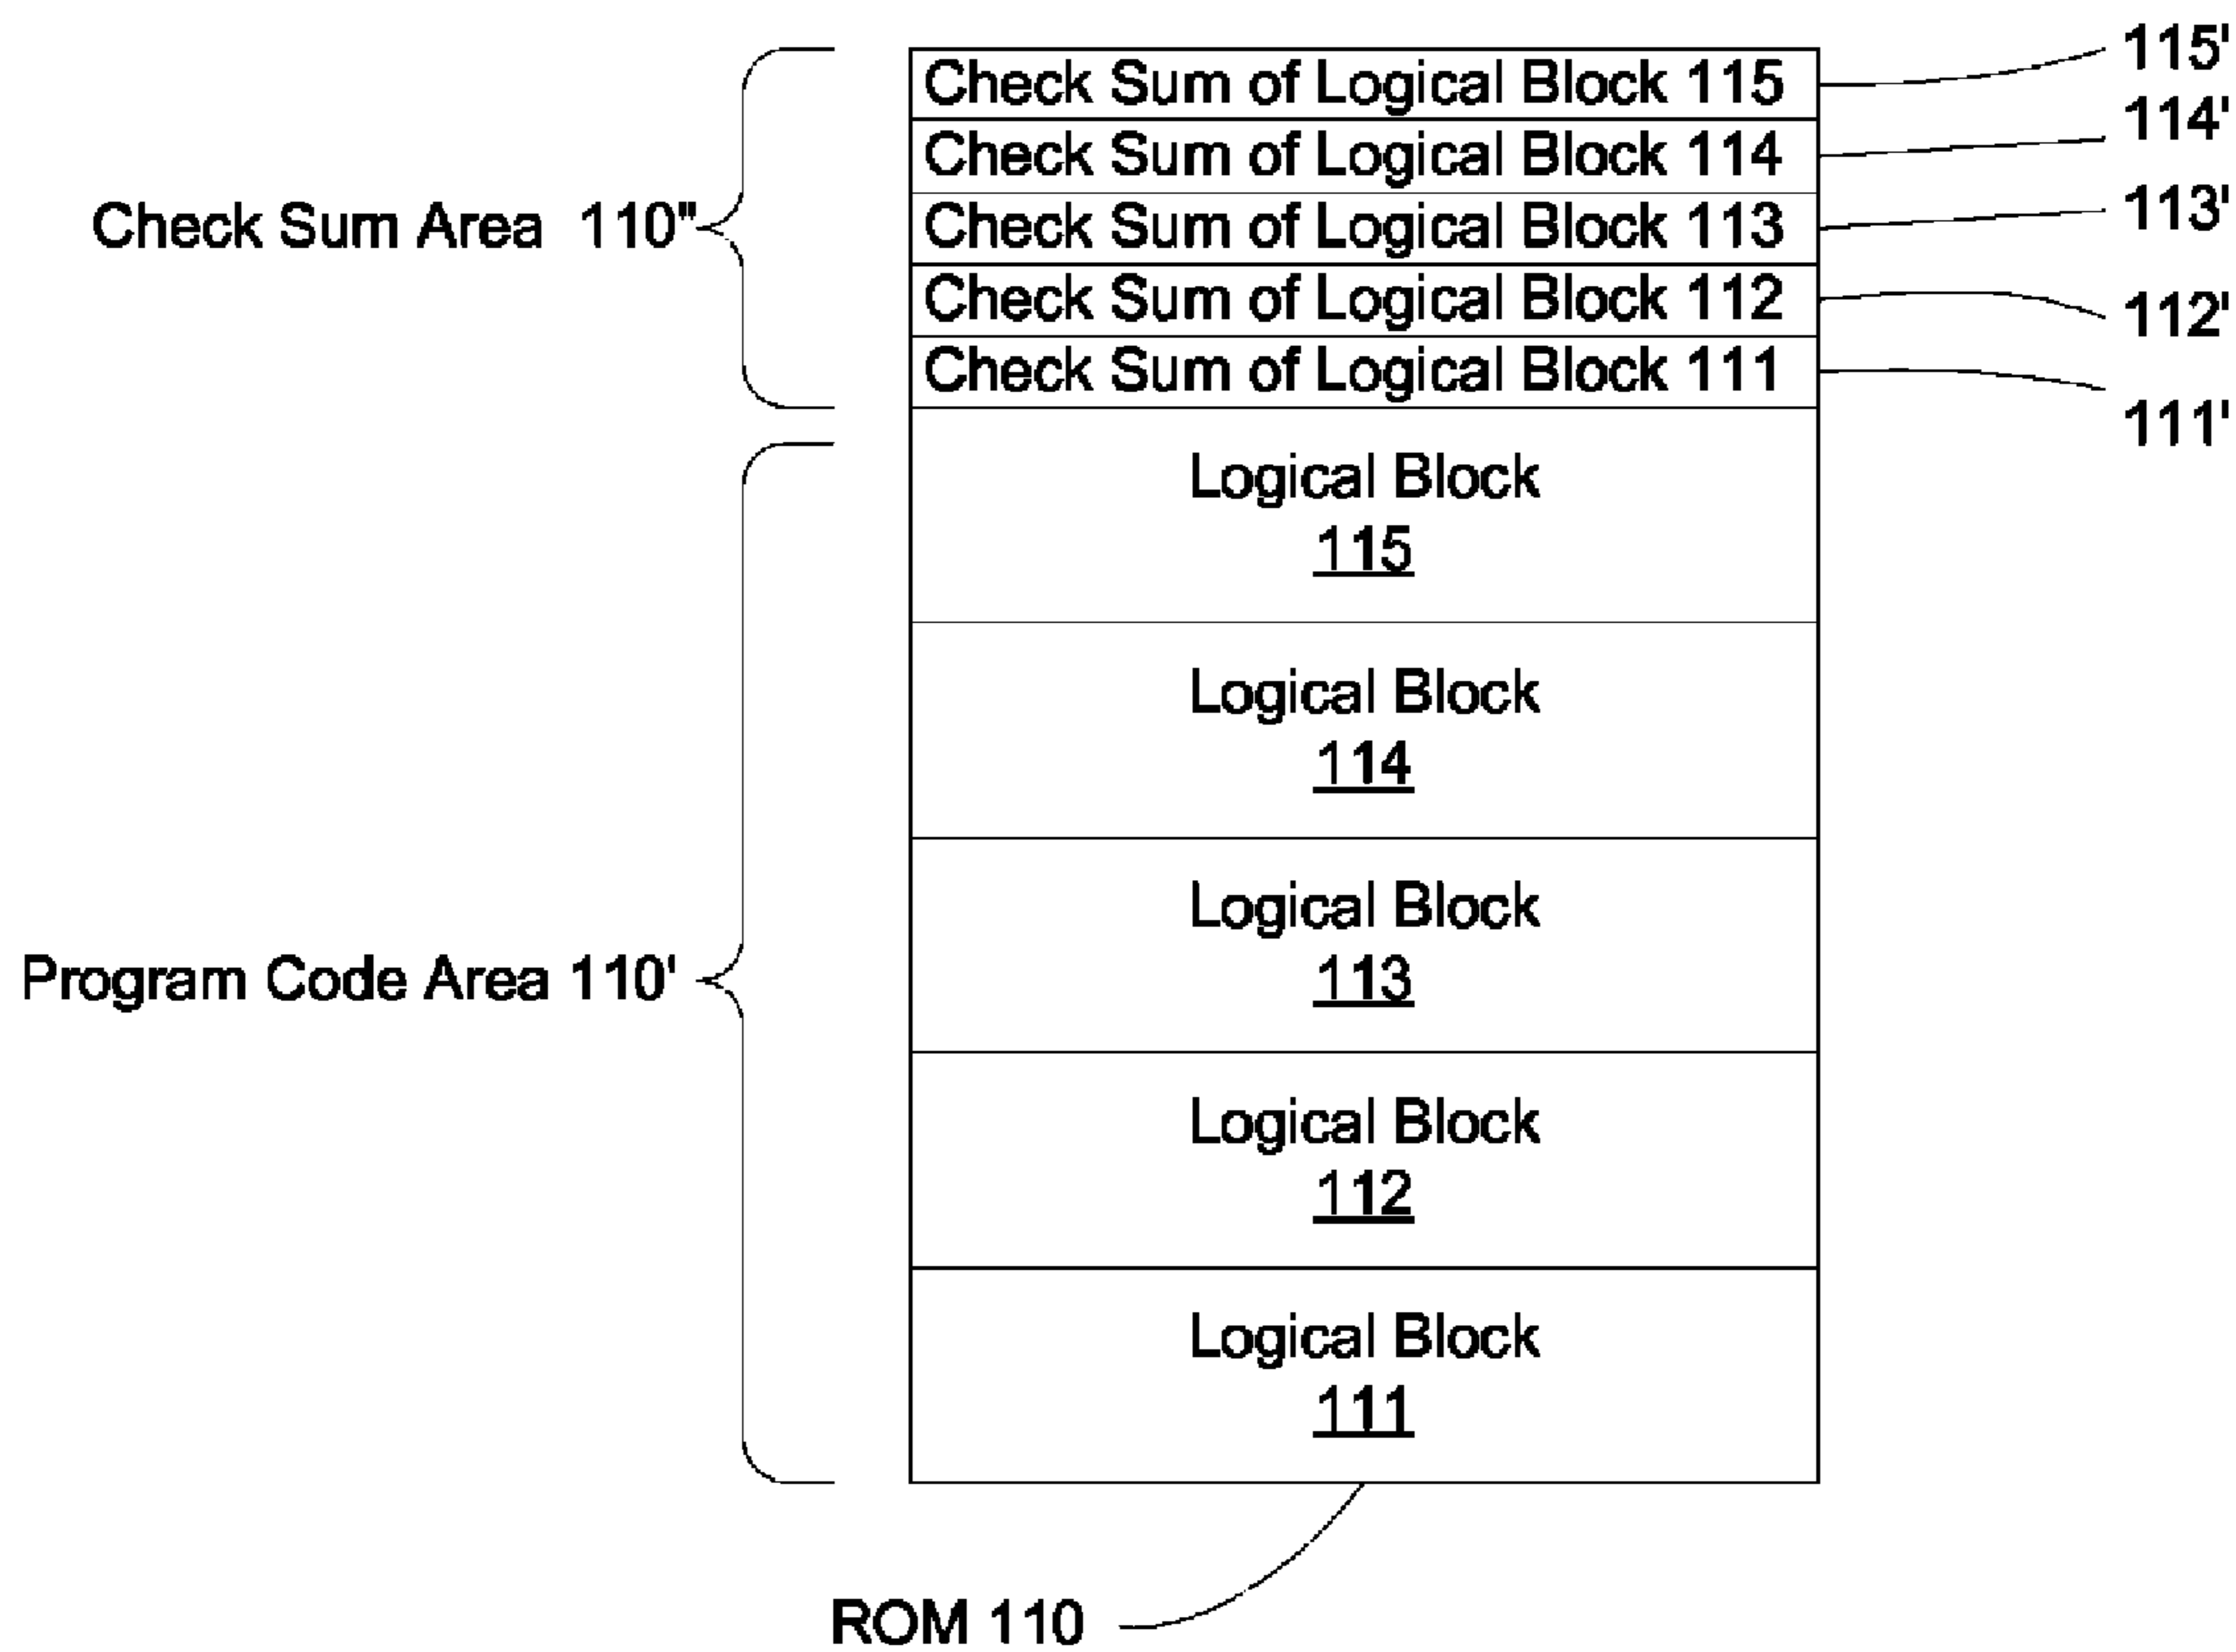 Check Sum of Logical Block 115
115'
Check Sum of Logical Block 114
114'
Check Sum Area 110"
Check Sum of Logical Block 113
113'
Check Sum of Logical Block 112
112'
Check Sum of Logical Block 111
111'
Logical Block
115
Logical Block
114
Logical Block
113
Program Code Area 110'
Logical Block
112
Logical Block
111
ROM 110